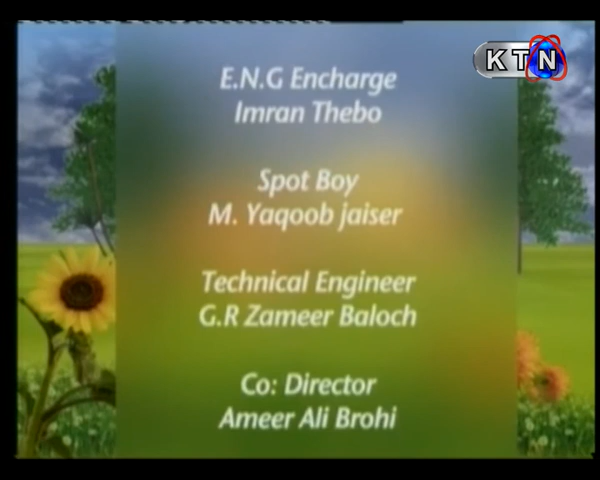 KTN
E.N.G Encharge
Imran Thebo
Spot Boy
M. Yaqoob jaiser
Technical Engineer
G.R Zameer Baloch
Co: Director
Ameer Ali Brohi